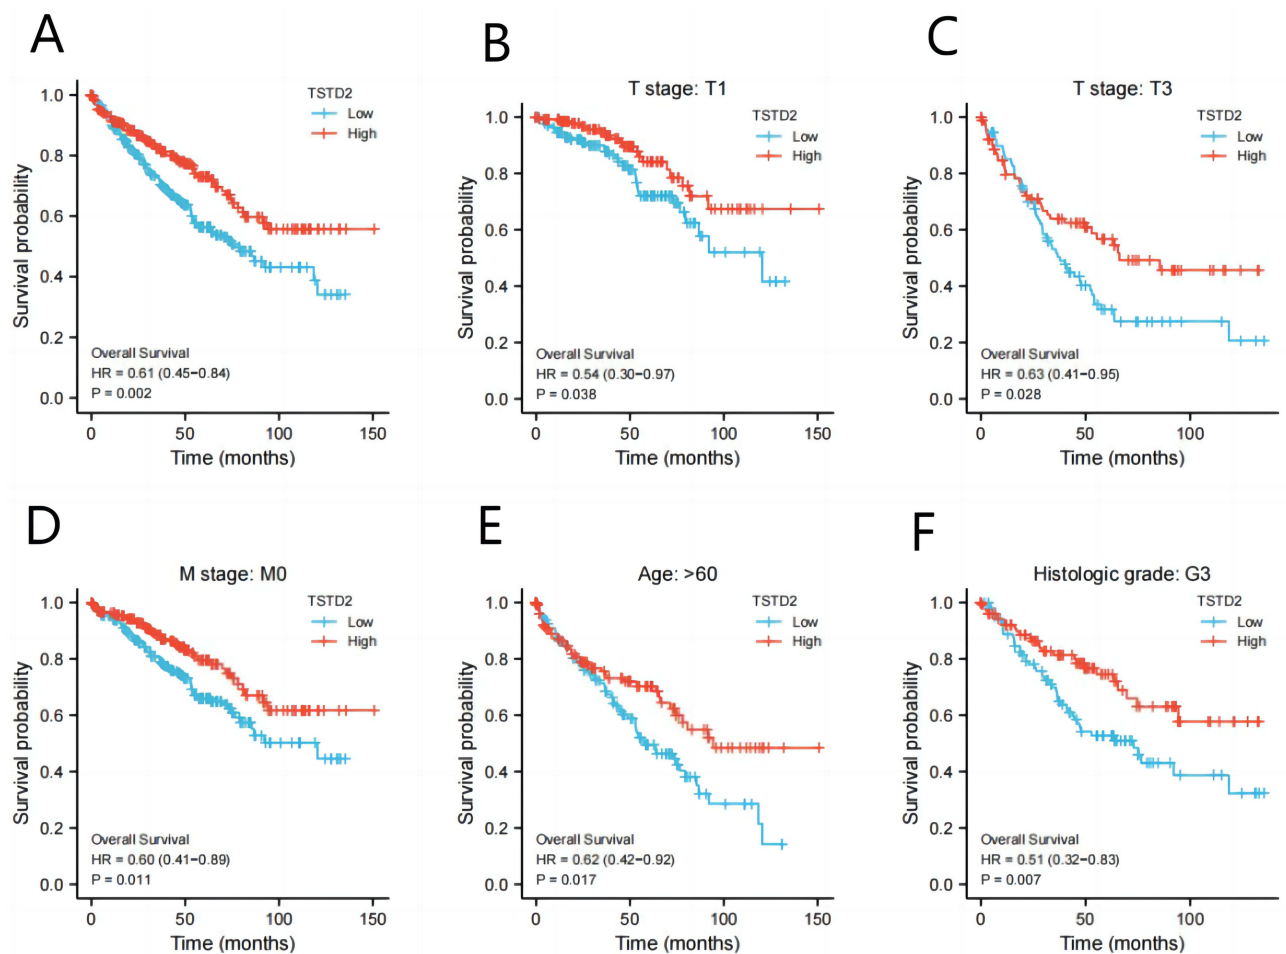 A
TSTD2
Low
High
Survival probability
1.0
0.8
0.6
0.4
0.2
0.0
Overall Survival
HR = 0.61 (0.45−0.84)
P = 0.002
0 50 100 150
Time (months)
B
T stage: T1
TSTD2
Low
High
Survival probability
1.0
0.8
0.6
0.4
0.2
0.0
Overall Survival
HR = 0.54 (0.30−0.97)
P = 0.038
0 50 100 150
Time (months)
C
T stage: T3
TSTD2
Low
High
Survival probability
1.0
0.8
0.6
0.4
0.2
0.0
Overall Survival
HR = 0.63 (0.41−0.95)
P = 0.028
0 50 100
Time (months)
D
M stage: M0
TSTD2
Low
High
Survival probability
1.0
0.8
0.6
0.4
0.2
0.0
Overall Survival
HR = 0.60 (0.41−0.89)
P = 0.011
0 50 100 150
Time (months)
E
Age: >60
TSTD2
Low
High
Survival probability
1.0
0.8
0.6
0.4
0.2
0.0
Overall Survival
HR = 0.62 (0.42−0.92)
P = 0.017
0 50 100 150
Time (months)
F
Histologic grade: G3
TSTD2
Low
High
Survival probability
1.0
0.8
0.6
0.4
0.2
0.0
Overall Survival
HR = 0.51 (0.32−0.83)
P = 0.007
0 50 100
Time (months)